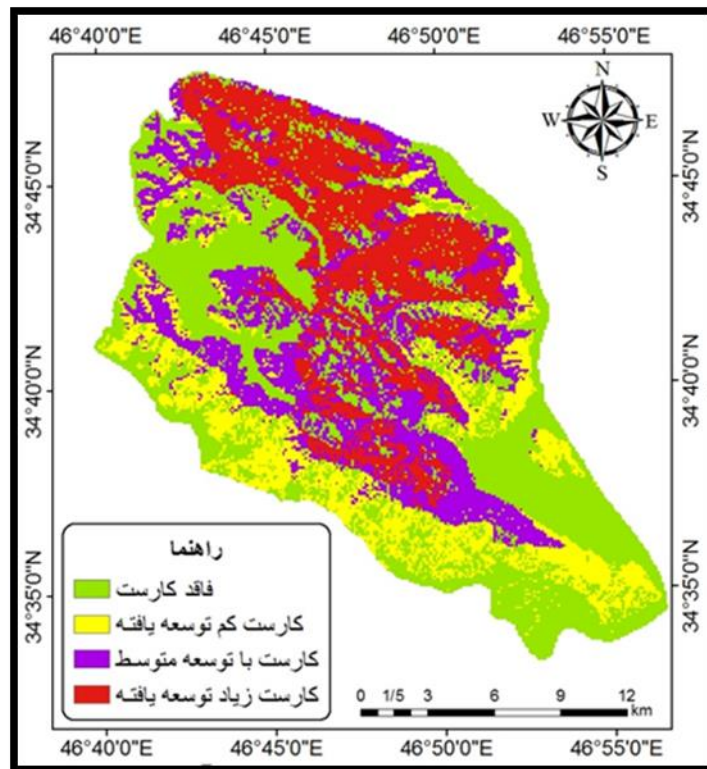 46°40'0"E 46°45'0"E 46°50'0"E 46°55'0"E
N
W E
S
34°45'0"N 34°45'0"N
34°40'0"N 34°40'0"N
34°35'0"N 34°35'0"N
راهنما
فاقد کارست
کارست کم توسعه یافته
کارست با توسعه متوسط
کارست زیاد توسعه یافته
0 1/5 3 6 9 12
km
46°40'0"E 46°45'0"E 46°50'0"E 46°55'0"E